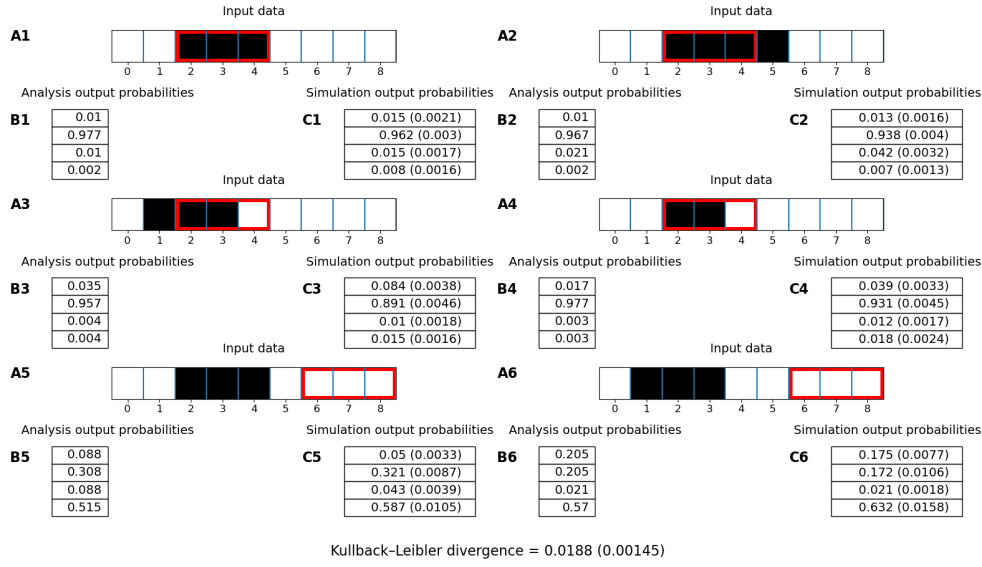 Input data
Input data
A1
A2
0 1 2 3 4 5 6 7 8
0 1 2 3 4 5 6 7 8
Analysis output probabilities
Simulation output probabilities
Analysis output probabilities
Simulation output probabilities
B1
0.01
0.977
0.01
0.002
C1
0.015 (0.0021)
0.962 (0.003)
0.015 (0.0017)
0.008 (0.0016)
B2
0.01
0.967
0.021
0.002
C2
0.013 (0.0016)
0.938 (0.004)
0.042 (0.0032)
0.007 (0.0013)
Input data
Input data
A3
A4
0 1 2 3 4 5 6 7 8
0 1 2 3 4 5 6 7 8
Analysis output probabilities
Simulation output probabilities
Analysis output probabilities
Simulation output probabilities
B3
0.035
0.957
0.004
0.004
C3
0.084 (0.0038)
0.891 (0.0046)
0.01 (0.0018)
0.015 (0.0016)
B4
0.017
0.977
0.003
0.003
C4
0.039 (0.0033)
0.931 (0.0045)
0.012 (0.0017)
0.018 (0.0024)
Input data
Input data
A5
A6
0 1 2 3 4 5 6 7 8
0 1 2 3 4 5 6 7 8
Analysis output probabilities
Simulation output probabilities
Analysis output probabilities
Simulation output probabilities
B5
0.088
0.308
0.088
0.515
C5
0.05 (0.0033)
0.321 (0.0087)
0.043 (0.0039)
0.587 (0.0105)
B6
0.205
0.205
0.021
0.57
C6
0.175 (0.0077)
0.172 (0.0106)
0.021 (0.0018)
0.632 (0.0158)
Kullback–Leibler divergence = 0.0188 (0.00145)